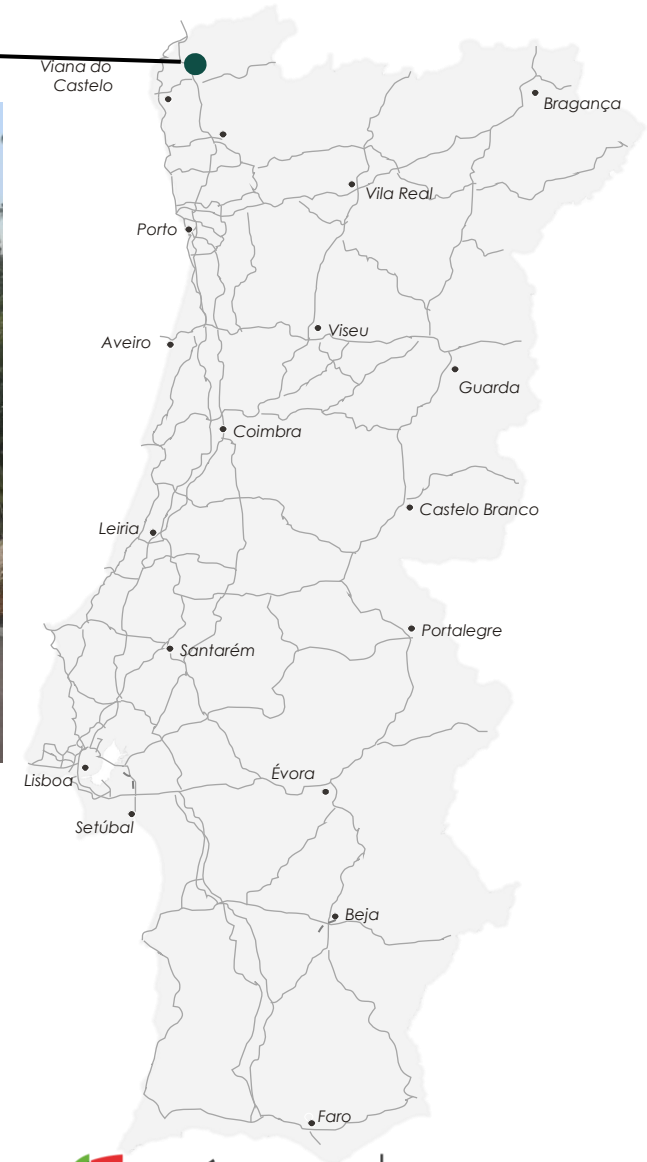 Viana do
Castelo
Bragança
Vila Real
Porto
Viseu
Aveiro
Guarda
Coimbra
Castelo Branco
Leiria
Portalegre
Santarém
Évora
Lisboa
Setúbal
Beja
Faro